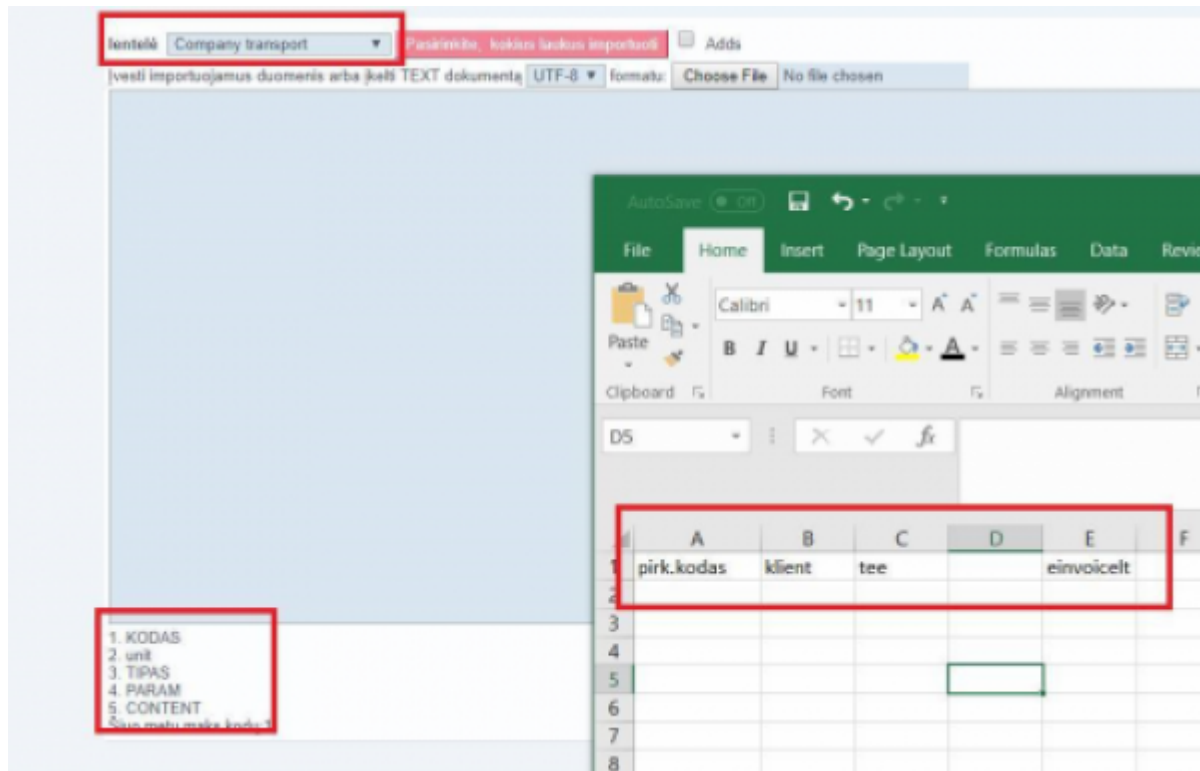 lentelė Company transport Pasirinkite, kokius laukus importuoti Adds
Įvesti importuojamus duomenis arba įkelti TEXT dokumentą UTF-8 formatu: Choose File No file chosen
AutoSave Off
File Home Insert Page Layout Formulas Data
Calibri 11 A A
Paste B I U A
Clipboard Font Alignment
D5 fx
A B C D E F
1 pirk.kodas klient tee einvoicelt
2
3
4
5
6
7
8
1. KODAS
2. unit
3. TIPAS
4. PARAM
5. CONTENT